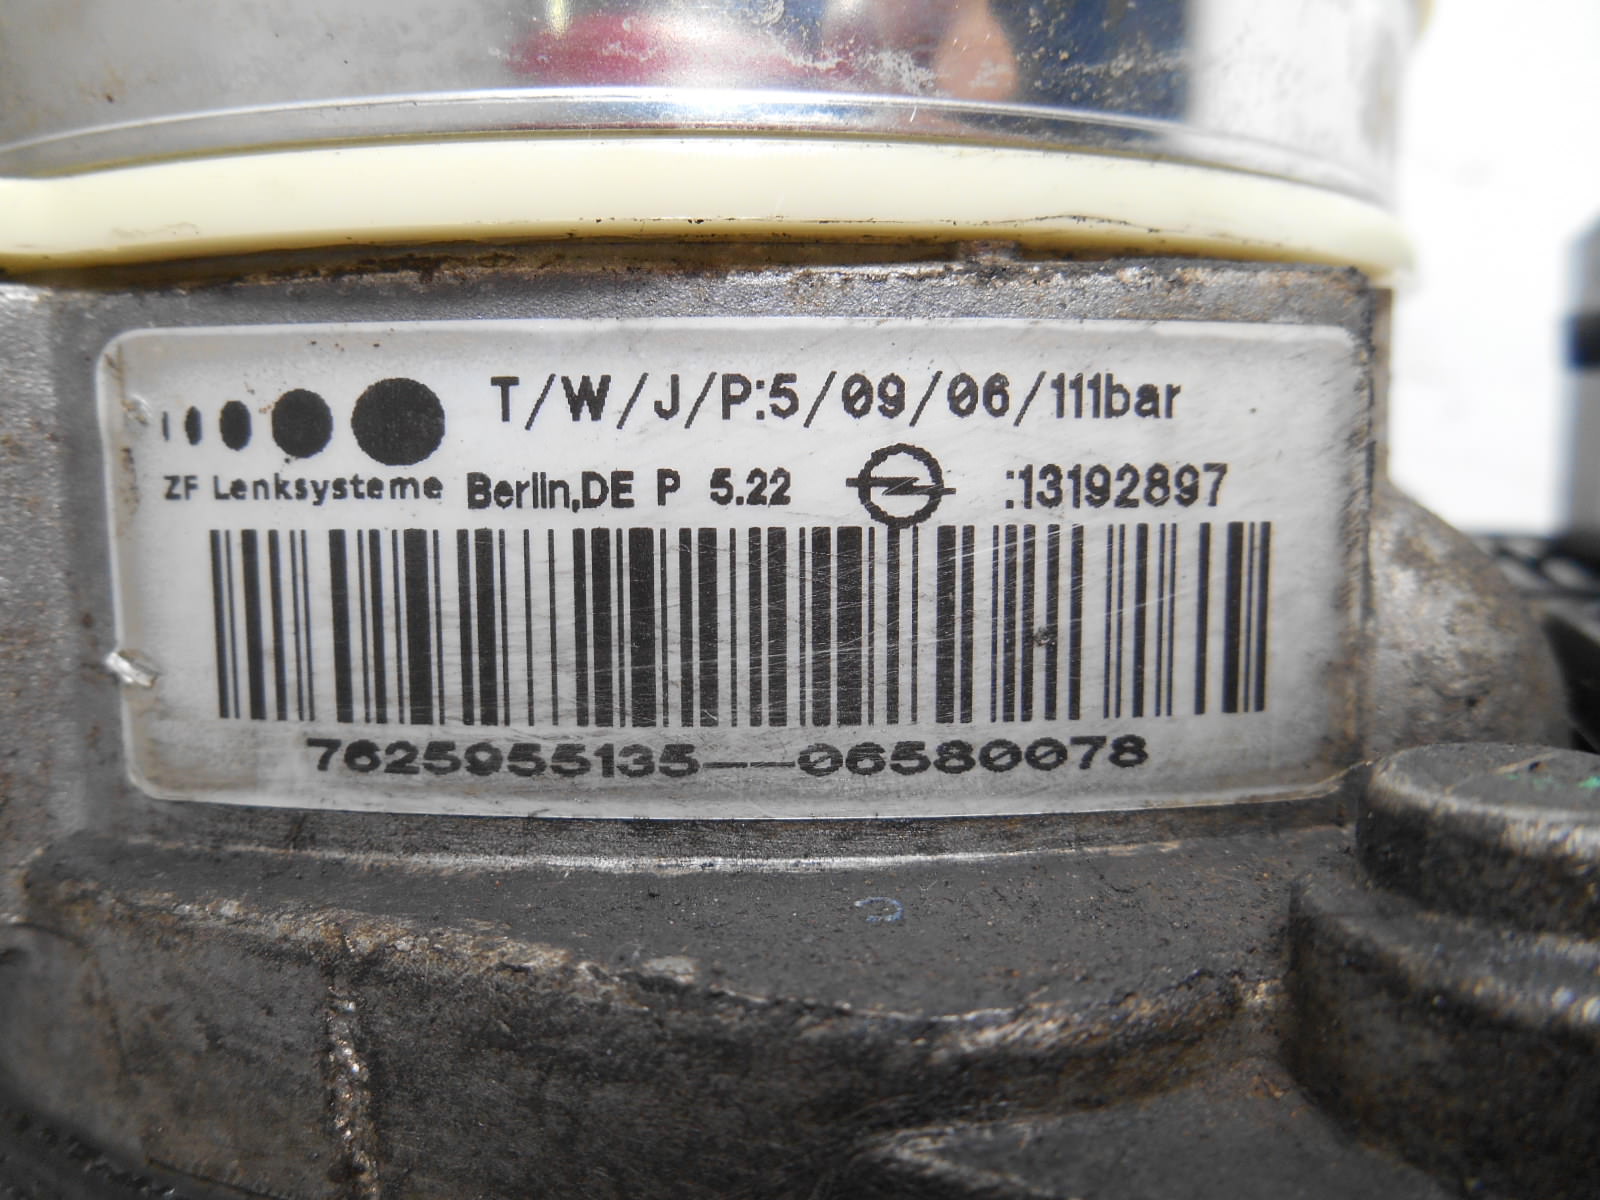 T/W/J/P:5/09/06/111bar
ZF Lenksysteme Berlin,DE P 5.22 :13192897
7625955135--06580078